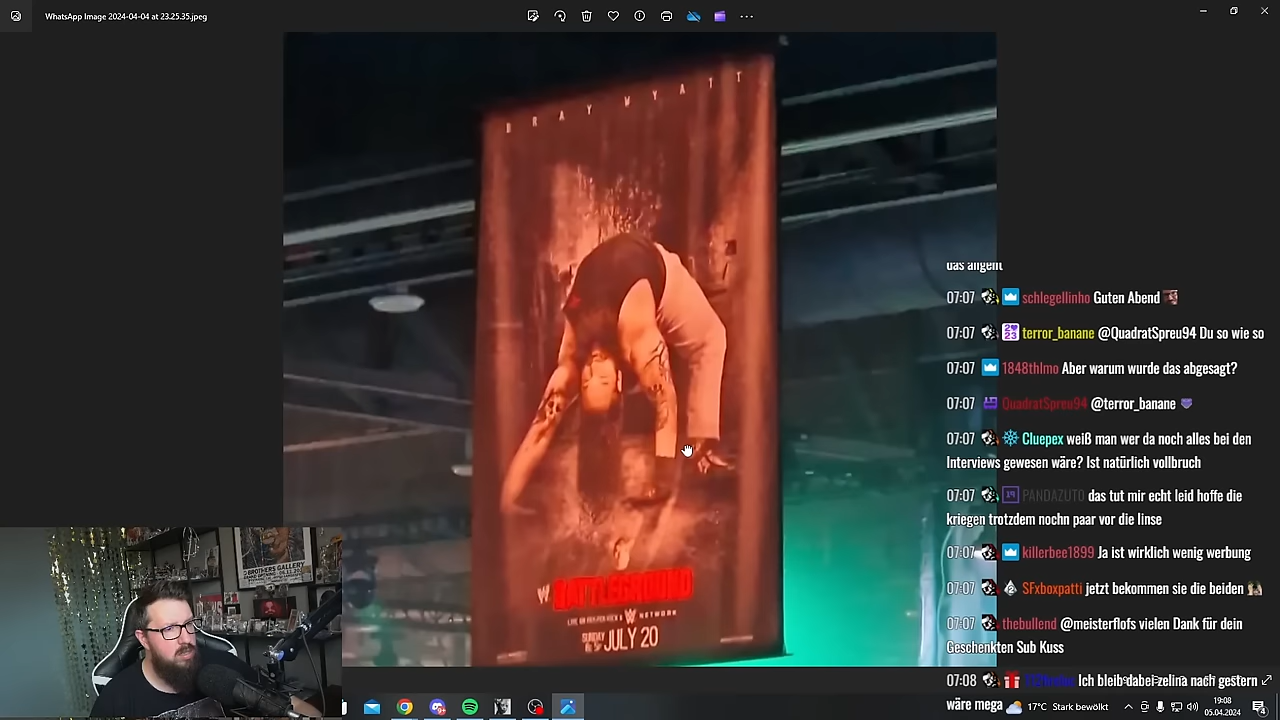 WhatsApp Image 2024-04-04 at 23.25.35.jpeg
BRAY WYATT
W
BATTLEGROUND
NETWORK
SUNDAY
JULY 20
BROTHERS GALLERY
das angeht
07:07 schlegellinho Guten Abend
07:07 terror_banane @QuadratSpreu94 Du so wie so
07:07 1848thlmo Aber warum wurde das abgesagt?
07:07 QuadratSpreu94 @terror_banane
07:07 Cluepex weiß man wer da noch alles bei den
Interviews gewesen wäre? Ist natürlich vollbruch
07:07 PANDAZUTO das tut mir echt leid hoffe die
kriegen trotzdem nochn paar vor die linse
07:07 killerbee1899 Ja ist wirklich wenig werbung
07:07 SFxboxpatti jetzt bekommen sie die beiden
07:07 thebullend @meisterflofs vielen Dank für dein
Geschenkten Sub Kuss
07:08 Ich bleib dabei zelina nach gestern
wäre mega
17°C Stark bewölkt
19:08
05.04.2024